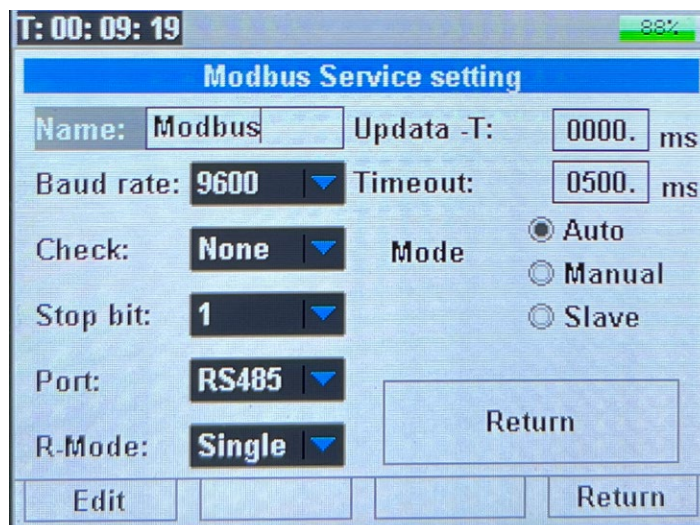 T: 00: 09: 19 88%
Modbus Service setting
Name: Modbus Updata -T: 0000. ms
Baud rate: 9600 Timeout: 0500. ms
Check: None Mode Auto
Manual
Stop bit: 1 Slave
Port: RS485
Return
R-Mode: Single
Edit Return